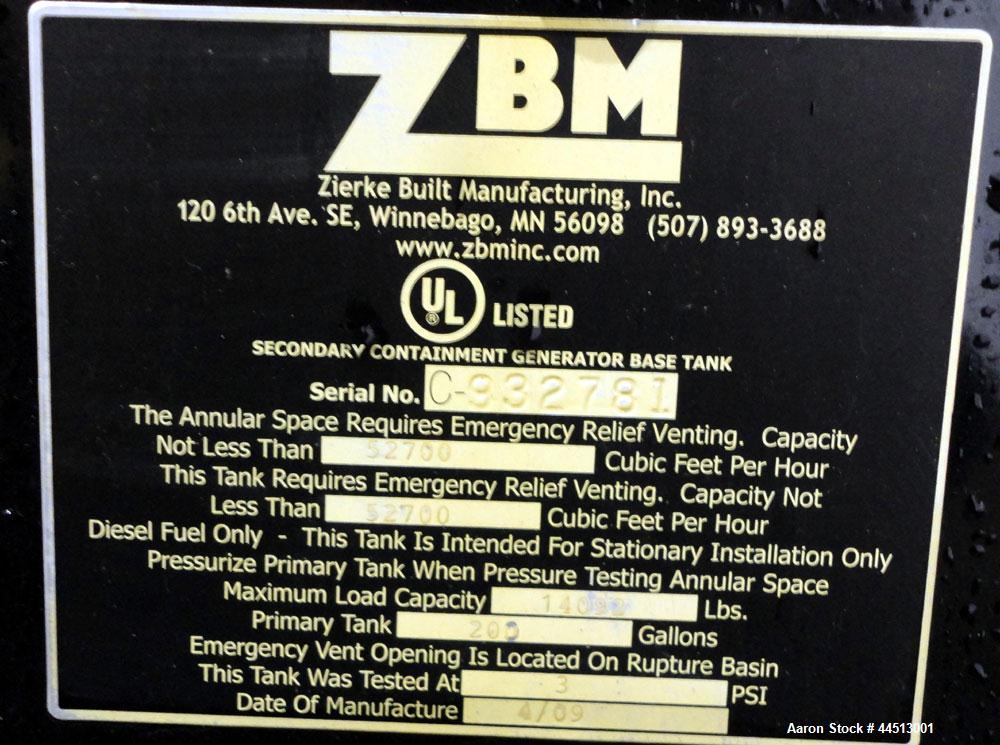 ZBM
Zierke Built Manufacturing, Inc.
120 6th Ave. SE, Winnebago, MN 56098 (507) 893-3688
www.zbminc.com
UL ® LISTED
SECONDARY CONTAINMENT GENERATOR BASE TANK
Serial No. C-932781
The Annular Space Requires Emergency Relief Venting. Capacity
Not Less Than 52700 Cubic Feet Per Hour
This Tank Requires Emergency Relief Venting. Capacity Not
Less Than 52700 Cubic Feet Per Hour
Diesel Fuel Only - This Tank Is Intended For Stationary Installation Only
Pressurize Primary Tank When Pressure Testing Annular Space
Maximum Load Capacity Lbs.
Primary Tank 200 Gallons
Emergency Vent Opening Is Located On Rupture Basin
This Tank Was Tested At 3 PSI
Date Of Manufacture 4/09
Aaron Stock # 44513001